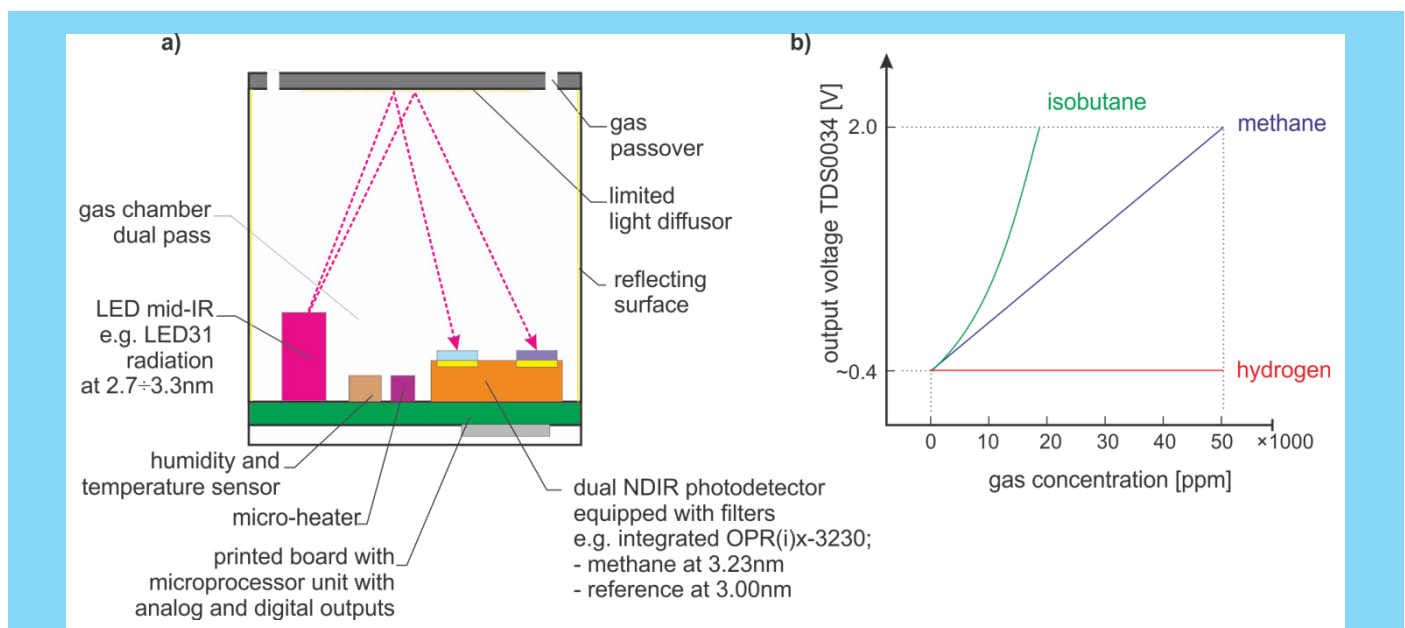 a)
gas
passover
limited
light diffusor
reflecting
surface
gas chamber
dual pass
LED mid-IR
e.g. LED31
radiation
at 2.7÷3.3nm
humidity and
temperature sensor
micro-heater
printed board with
microprocessor unit with
analog and digital outputs
dual NDIR photodetector
equipped with filters
e.g. integrated OPR(i)x-3230;
- methane at 3.23nm
- reference at 3.00nm
b)
output voltage TDS0034 [V]
2.0
~0.4
isobutane
methane
hydrogen
0 10 20 30 40 50 ×1000
gas concentration [ppm]